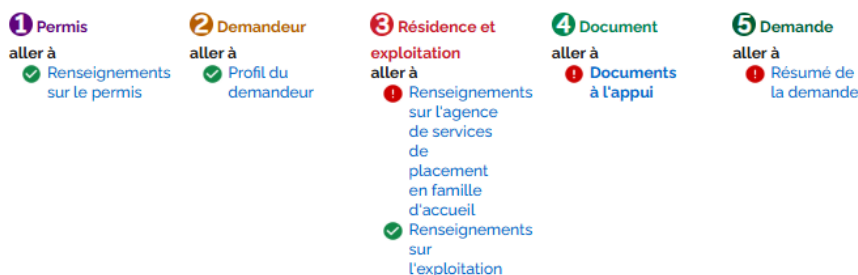 1 Permis
aller à
Renseignements
sur le permis
2 Demandeur
aller à
Profil du
demandeur
3 Résidence et
exploitation
aller à
Renseignements
sur l'agence
de services
de
placement
en famille
d'accueil
Renseignements
sur
l'exploitation
4 Document
aller à
Documents
à l'appui
5 Demande
aller à
Résumé de
la demande